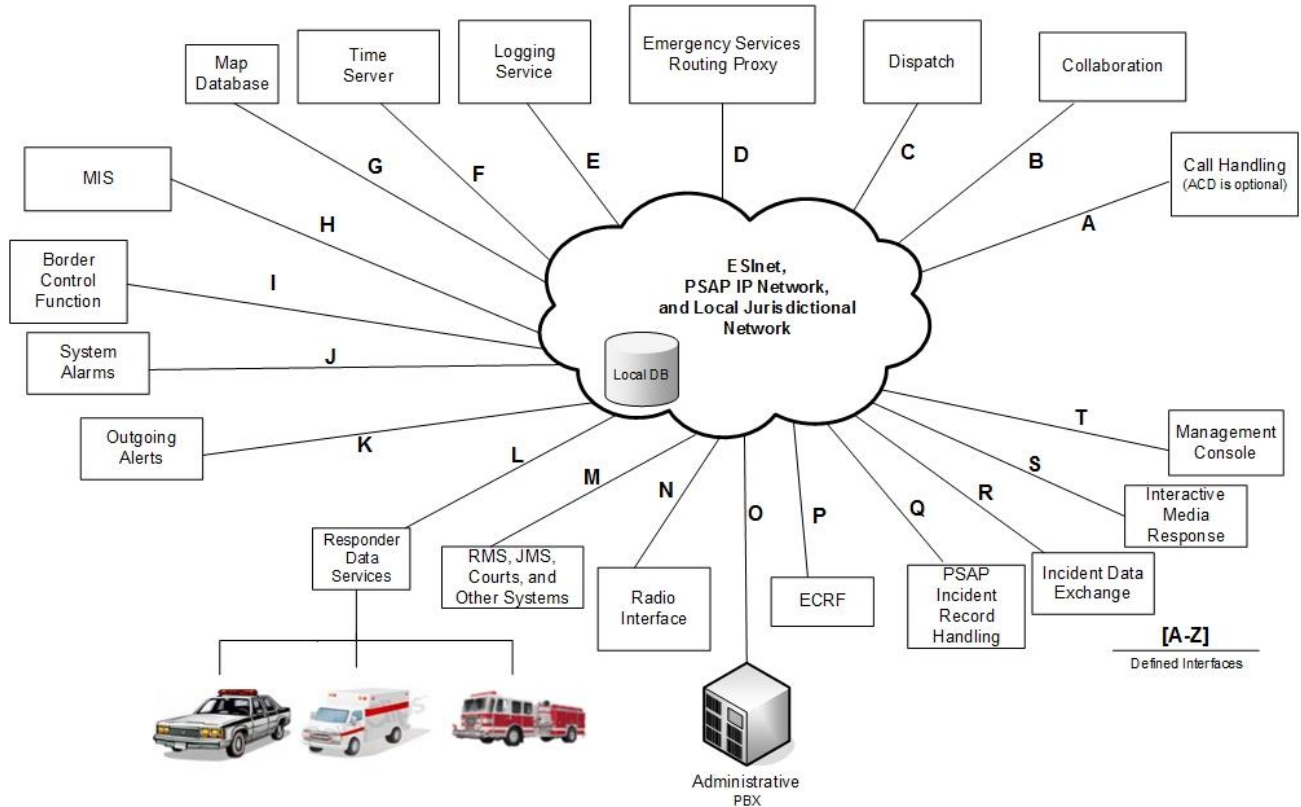 Map
Database
Time
Server
Logging
Service
Emergency Services
Routing Proxy
Dispatch
Collaboration
Call Handling
(ACD is optional)
MIS
Border
Control
Function
System
Alarms
Outgoing
Alerts
G
F
E
D
C
B
A
H
I
J
K
L
M
N
O
P
Q
R
S
T
ESInet,
PSAP IP Network,
and Local Jurisdictional
Network
Local DB
Responder
Data
Services
RMS, JMS,
Courts, and
Other Systems
Radio
Interface
ECRF
PSAP
Incident
Record
Handling
Incident Data
Exchange
Interactive
Media
Response
Management
Console
[A-Z]
Defined Interfaces
Administrative
PBX